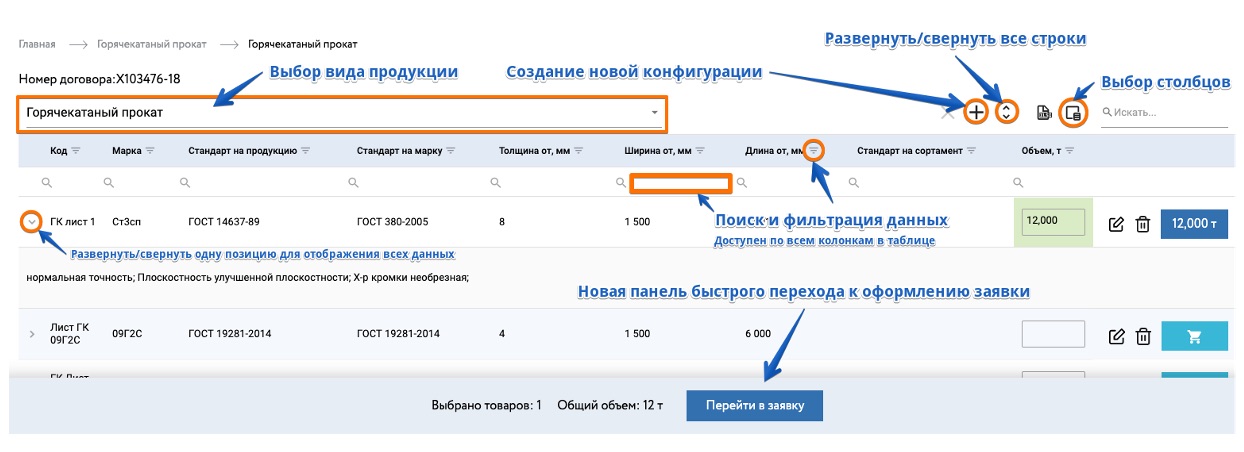 Развернуть/свернуть все строки
Главная → Горячекатаный прокат → Горячекатаный прокат
Номер договора:X103476-18
Выбор вида продукции
Создание новой конфигурации
Выбор столбцов
Горячекатаный прокат
Искать...
Код Марка Стандарт на продукцию Стандарт на марку Толщина от, мм Ширина от, мм Длина от, мм Стандарт на сортамент Объем, т
ГК лист 1 Ст3сп ГОСТ 14637-89 ГОСТ 380-2005 8 1 500 12,000 12,000 т
Поиск и фильтрация данных
Доступен по всем колонкам в таблице
Развернуть/свернуть одну позицию для отображения всех данных
нормальная точность; Плоскостность улучшенной плоскостности; Х-р кромки необрезная;
Новая панель быстрого перехода к оформлению заявки
Лист ГК
09Г2С
09Г2С ГОСТ 19281-2014 ГОСТ 19281-2014 4 1 500 6 000
ГК Лист
Выбрано товаров: 1 Общий объем: 12 т Перейти в заявку